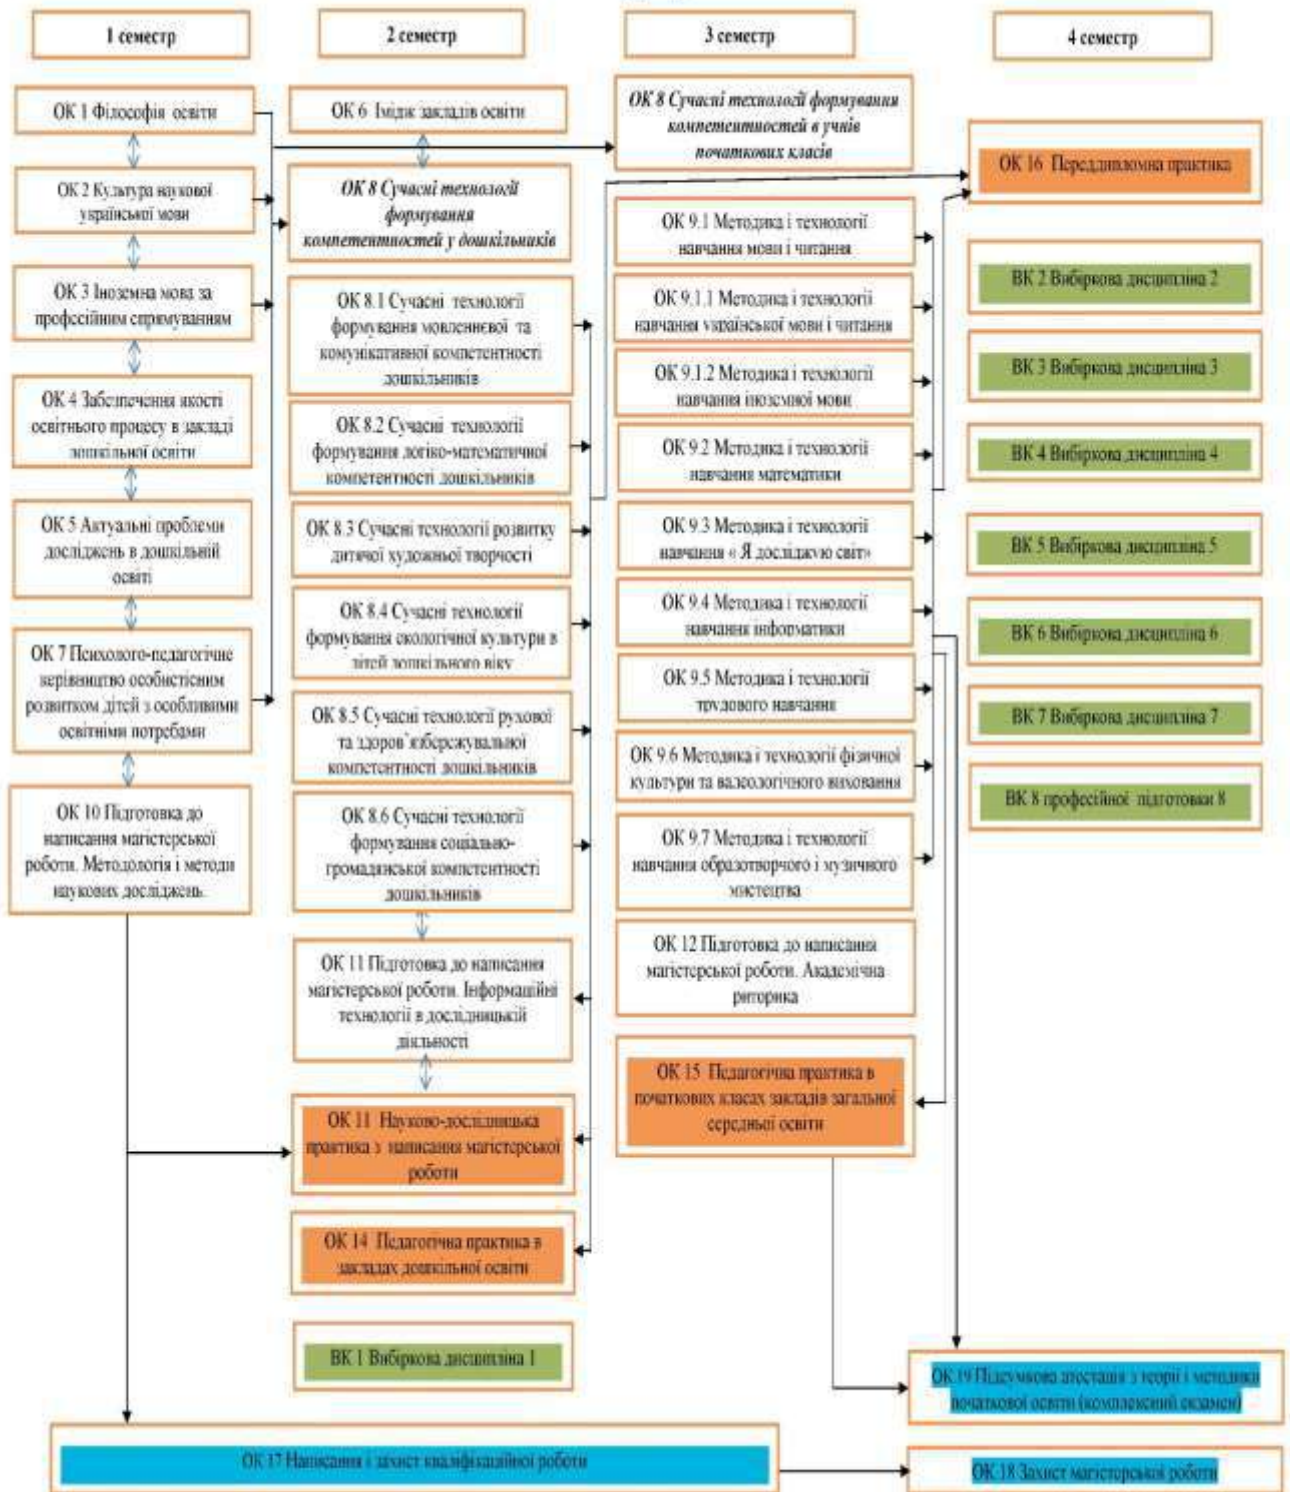 1 семестр
2 семестр
3 семестр
4 семестр
ОК 1 Філософія освіти
ОК 2 Культура наукової
української мови
ОК 3 Іноземна мова за
професійним спрямуванням
ОК 4 Забезпечення якості
освітнього процесу в закладі
дошкільної освіти
ОК 5 Актуальні проблеми
досліджень в дошкільній
освіті
ОК 7 Психолого-педагогічне
керівництво особистісним
розвитком дітей з особливими
освітніми потребами
ОК 10 Підготовка до
написання магістерської
роботи. Методологія і методи
наукових досліджень.
ОК 6 Імідж закладів освіти
ОК 8 Сучасні технології
формування
компетентностей у дошкільників
ОК 8.1 Сучасні технології
формування мовленнєвої та
комунікативної компетентності
дошкільників
ОК 8.2 Сучасні технології
формування логіко-математичної
компетентності дошкільників
ОК 8.3 Сучасні технології розвитку
дитячої художньої творчості
ОК 8.4 Сучасні технології
формування екологічної культури в
дітей дошкільного віку
ОК 8.5 Сучасні технології рухової
та здоров'язбережувальної
компетентності дошкільників
ОК 8.6 Сучасні технології
формування соціально-
громадянської компетентності
дошкільників
ОК 11 Підготовка до написання
магістерської роботи. Інформаційні
технології в дослідницькій
діяльності
ОК 11 Науково-дослідницька
практика з написання магістерської
роботи
ОК 14 Педагогічна практика в
закладах дошкільної освіти
ВК 1 Вибіркова дисципліна 1
ОК 8 Сучасні технології формування
компетентностей в учнів
початкових класів
ОК 9.1 Методика і технології
навчання мови і читання
ОК 9.1.1 Методика і технології
навчання української мови і читання
ОК 9.1.2 Методика і технології
навчання іноземної мови
ОК 9.2 Методика і технології
навчання математики
ОК 9.3 Методика і технології
навчання « Я досліджую світ»
ОК 9.4 Методика і технології
навчання інформатики
ОК 9.5 Методика і технології
трудового навчання
ОК 9.6 Методика і технології фізичної
культури та валеологічного виховання
ОК 9.7 Методика і технології
навчання образотворчого і музичного
мистецтва
ОК 12 Підготовка до написання
магістерської роботи. Академічна
риторика
ОК 15 Педагогічна практика в
початкових класах закладів загальної
середньої освіти
ОК 16 Переддипломна практика
ВК 2 Вибіркова дисципліна 2
ВК 3 Вибіркова дисципліна 3
ВК 4 Вибіркова дисципліна 4
ВК 5 Вибіркова дисципліна 5
ВК 6 Вибіркова дисципліна 6
ВК 7 Вибіркова дисципліна 7
ВК 8 професійної підготовки 8
ОК 19 Підсумкова атестація з теорії і методики
початкової освіти (комплексний екзамен)
ОК 17 Написання і захист кваліфікаційної роботи
ОК 18 Захист магістерської роботи